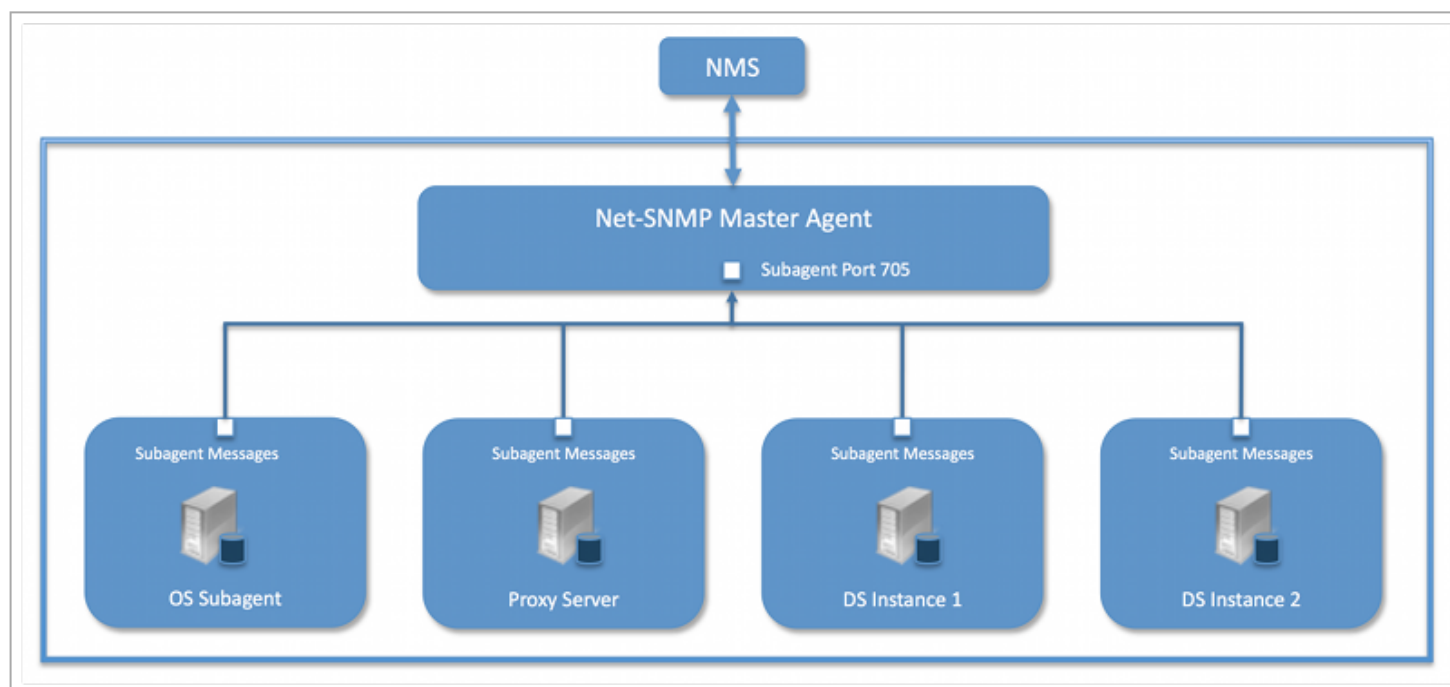 NMS
Net-SNMP Master Agent
Subagent Port 705
Subagent Messages
Subagent Messages
Subagent Messages
Subagent Messages
OS Subagent
Proxy Server
DS Instance 1
DS Instance 2